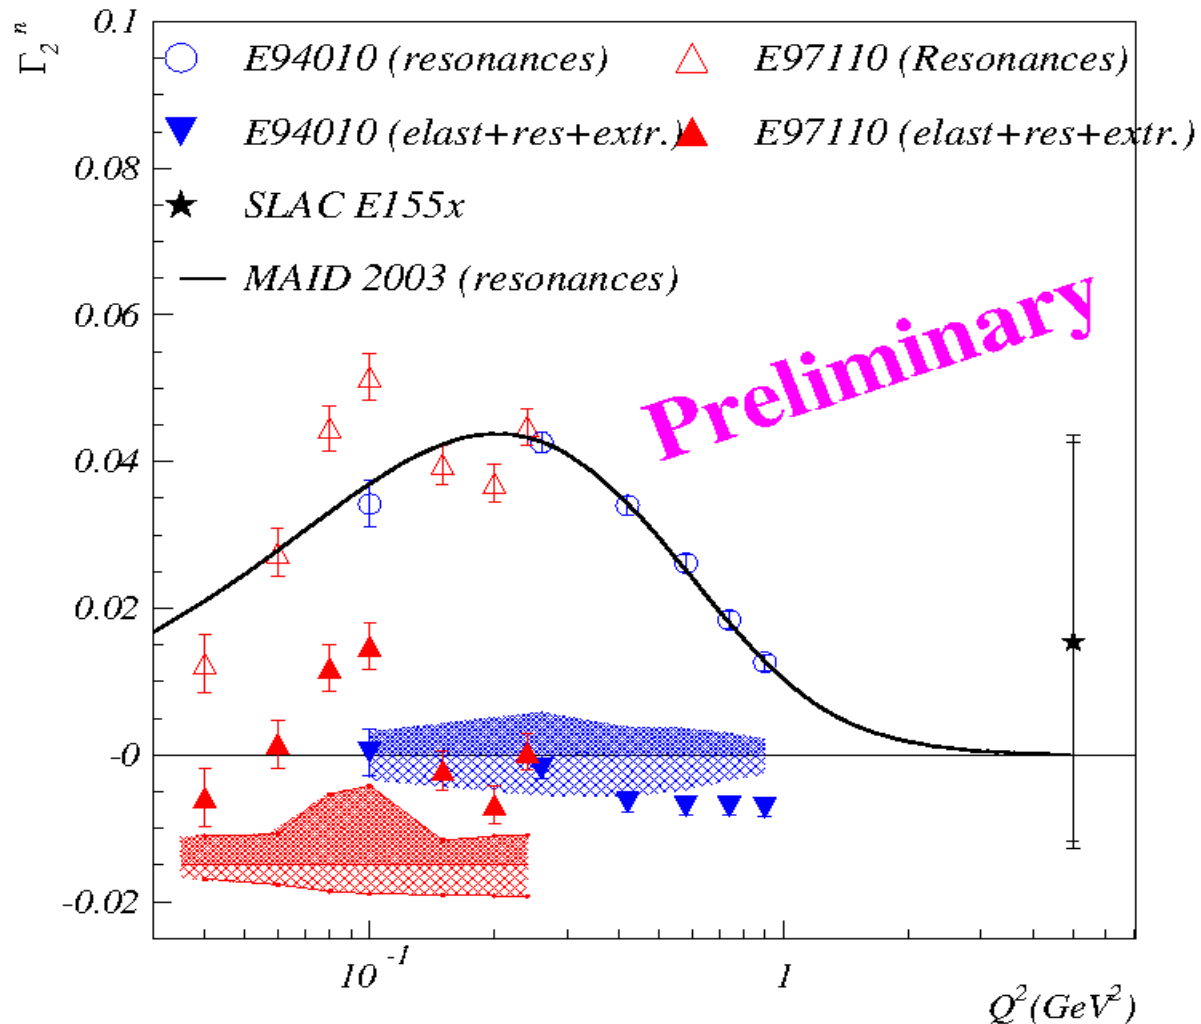 Γ₂ⁿ
0.1
E94010 (resonances)
E97110 (Resonances)
E94010 (elast+res+extr.)
E97110 (elast+res+extr.)
0.08
SLAC E155x
MAID 2003 (resonances)
0.06
Preliminary
0.04
0.02
-0
-0.02
10⁻¹
1
Q²(GeV²)